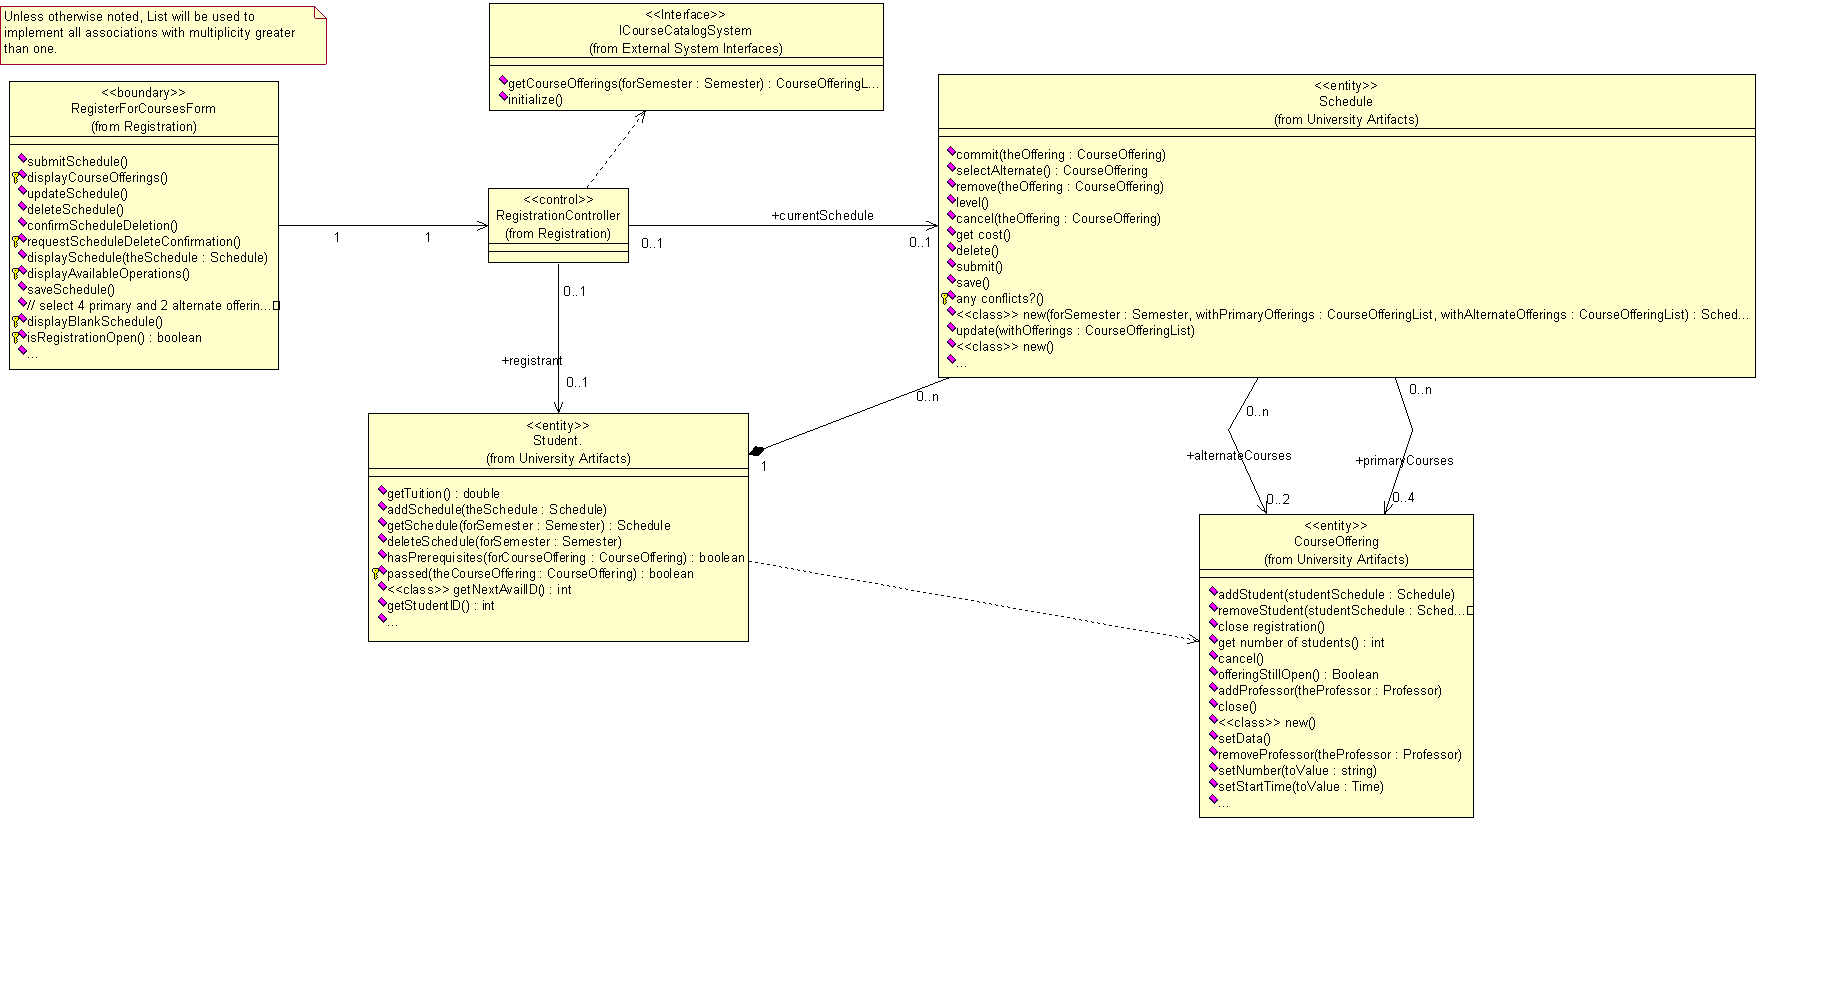 Unless otherwise noted, List will be used to
implement all associations with multiplicity greater
than one.
<<boundary>>
RegisterForCoursesForm
(from Registration)
submitSchedule()
displayCourseOfferings()
updateSchedule()
deleteSchedule()
confirmScheduleDeletion()
requestScheduleDeleteConfirmation()
displaySchedule(theSchedule : Schedule)
displayAvailableOperations()
saveSchedule()
// select 4 primary and 2 alternate offerin...
displayBlankSchedule()
isRegistrationOpen() : boolean
...
<<Interface>>
ICourseCatalogSystem
(from External System Interfaces)
getCourseOfferings(forSemester : Semester) : CourseOfferingL...
initialize()
1
1
<<control>>
RegistrationController
(from Registration)
+currentSchedule
0..1
0..1
<<entity>>
Schedule
(from University Artifacts)
commit(theOffering : CourseOffering)
selectAlternate() : CourseOffering
remove(theOffering : CourseOffering)
level()
cancel(theOffering : CourseOffering)
get cost()
delete()
submit()
save()
any conflicts?()
<<class>> new(forSemester : Semester, withPrimaryOfferings : CourseOfferingList, withAlternateOfferings : CourseOfferingList) : Sched...
update(withOfferings : CourseOfferingList)
<<class>> new()
...
0..1
+registrant
0..1
0..n
1
<<entity>>
Student.
(from University Artifacts)
getTuition() : double
addSchedule(theSchedule : Schedule)
getSchedule(forSemester : Semester) : Schedule
deleteSchedule(forSemester : Semester)
hasPrerequisites(forCourseOffering : CourseOffering) : boolean
passed(theCourseOffering : CourseOffering) : boolean
<<class>> getNextAvailID() : int
getStudentID() : int
...
0..n
0..n
+alternateCourses
+primaryCourses
0..2
0..4
<<entity>>
CourseOffering
(from University Artifacts)
addStudent(studentSchedule : Schedule)
removeStudent(studentSchedule : Sched...
close registration()
get number of students() : int
cancel()
offeringStillOpen() : Boolean
addProfessor(theProfessor : Professor)
close()
<<class>> new()
setData()
removeProfessor(theProfessor : Professor)
setNumber(toValue : string)
setStartTime(toValue : Time)
...